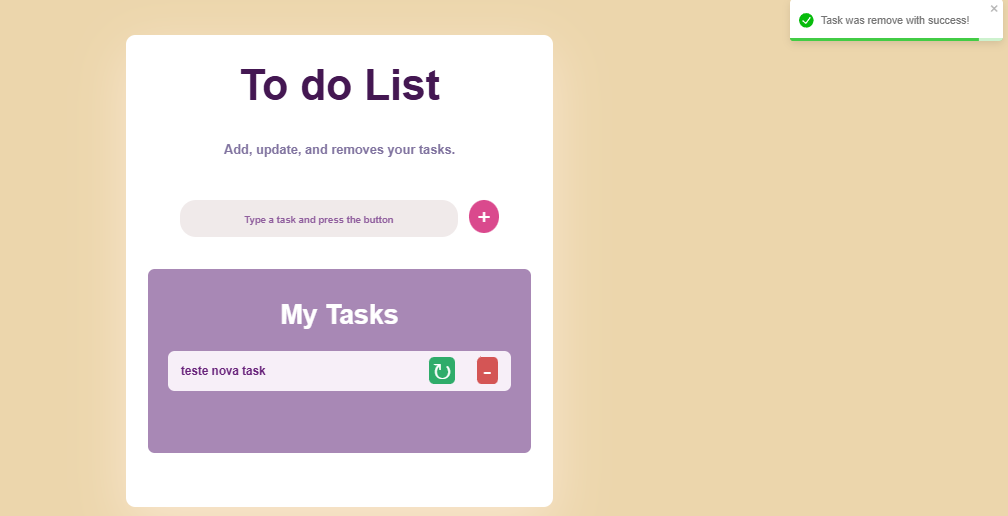 Task was remove with success!
To do List
Add, update, and removes your tasks.
Type a task and press the button
+
My Tasks
teste nova task
-